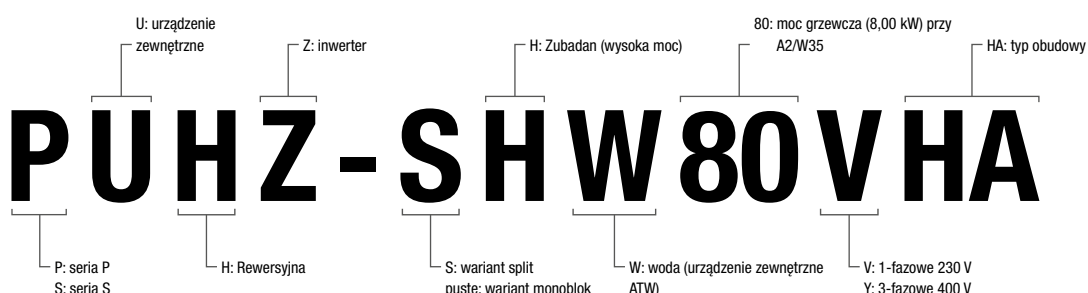 U: urządzenie
zewnętrzne
Z: inwerter
H: Zubadan (wysoka moc)
80: moc grzewcza (8,00 kW) przy
A2/W35
HA: typ obudowy
PUHZ-SHW80VHA
P: seria P
S: seria S
H: Rewersyjna
S: wariant split
puste: wariant monoblok
W: woda (urządzenie zewnętrzne
ATW)
V: 1-fazowe 230 V
Y: 3-fazowe 400 V